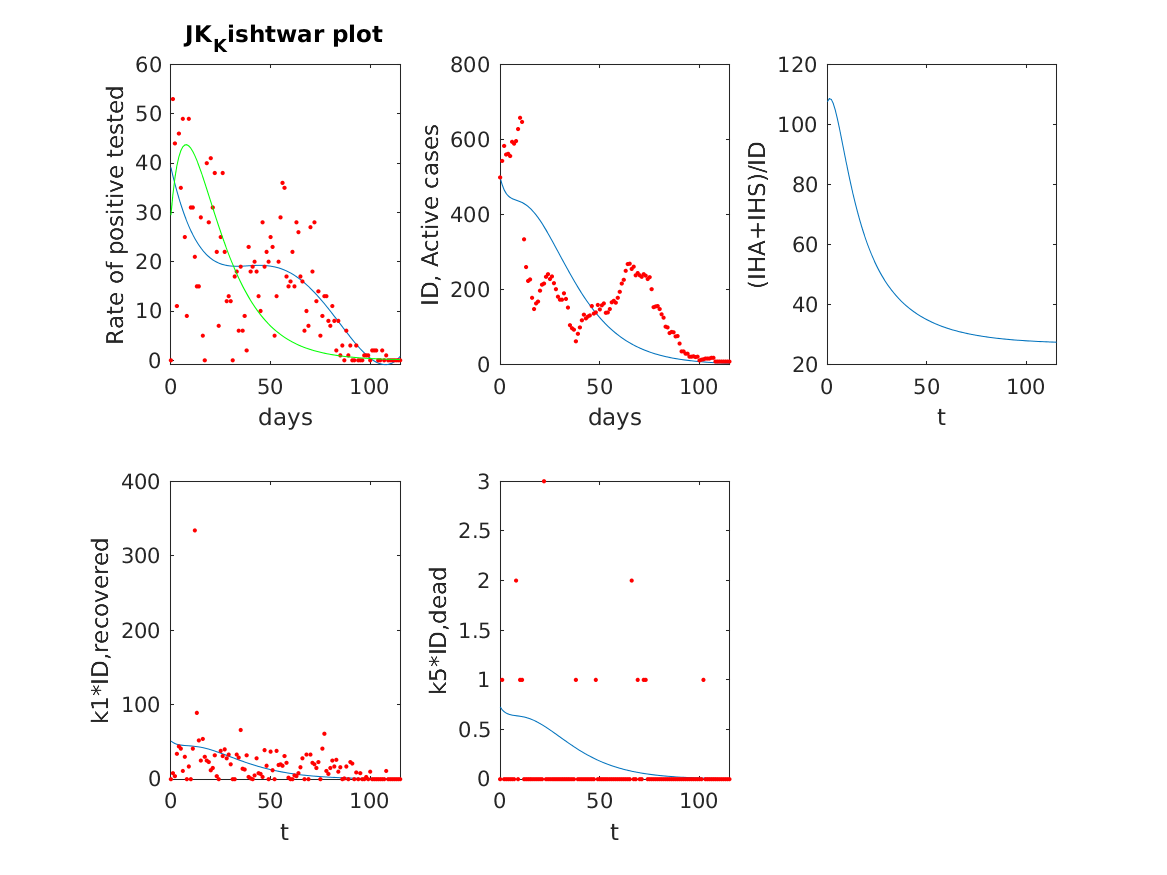 JKKishtwar plot
60
50
40
30
20
10
0
Rate of positive tested
0 50 100
days
800
600
400
200
0
ID, Active cases
0 50 100
days
120
100
80
60
40
20
(IHA+IHS)/ID
0 50 100
t
400
300
200
100
0
k1*ID,recovered
0 50 100
t
3
2.5
2
1.5
1
0.5
0
k5*ID,dead
0 50 100
t